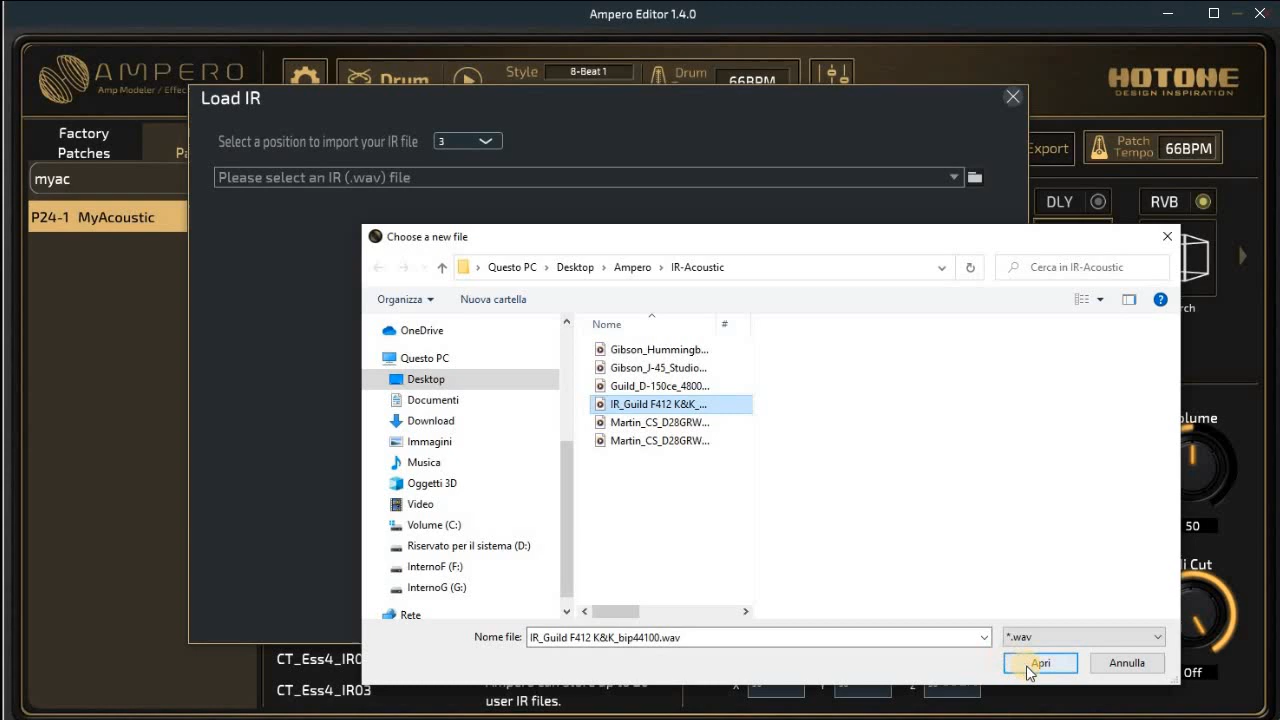 Ampero Editor 1.4.0
AMPERO
Amp Modeler / Effec
Drum
Style
8-Beat 1
Drum
66BPM
HOTONE
DESIGN INSPIRATION
Factory
Patches
Pa
myac
P24-1 MyAcoustic
Load IR
Select a position to import your IR file
3
Please select an IR (.wav) file
Export
Patch
Tempo
66BPM
DLY
RVB
rch
Choose a new file
Questo PC › Desktop › Ampero › IR-Acoustic
Cerca in IR-Acoustic
Organizza
Nuova cartella
OneDrive
Questo PC
Desktop
Documenti
Download
Immagini
Musica
Oggetti 3D
Video
Volume (C:)
Riservato per il sistema (D:)
InternoF (F:)
InternoG (G:)
Rete
Nome
#
Gibson_Hummingb...
Gibson_J-45_Studio...
Guild_D-150ce_4800...
IR_Guild F412 K&K_...
Martin_CS_D28GRW...
Martin_CS_D28GRW...
Nome file:
IR_Guild F412 K&K_bip44100.wav
*.wav
Apri
Annulla
olume
50
i Cut
Off
CT_Ess4_IR0
CT_Ess4_IR03
user IR files.